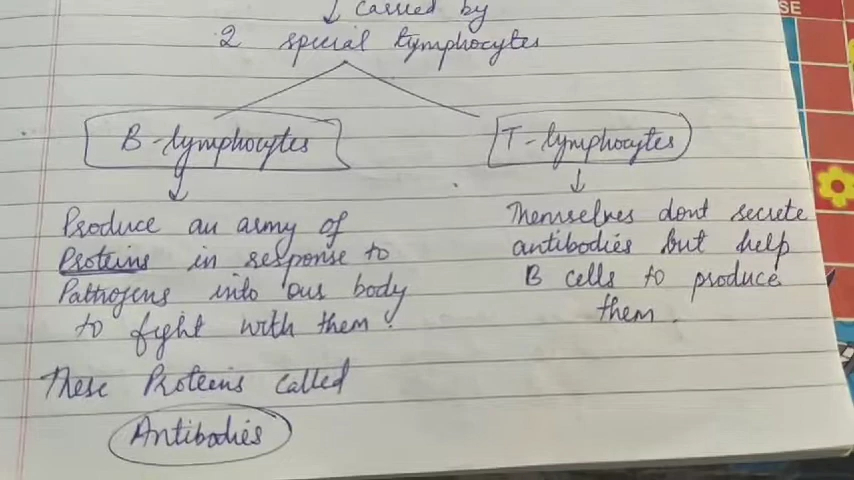 ↓ carried by
2 special lymphocytes
B-lymphocytes
T-lymphocytes
Produce an army of
Proteins in response to
Pathogens into our body
to fight with them.
These Proteins called
Antibodies
Themselves dont secrete
antibodies but help
B cells to produce
them.
SE